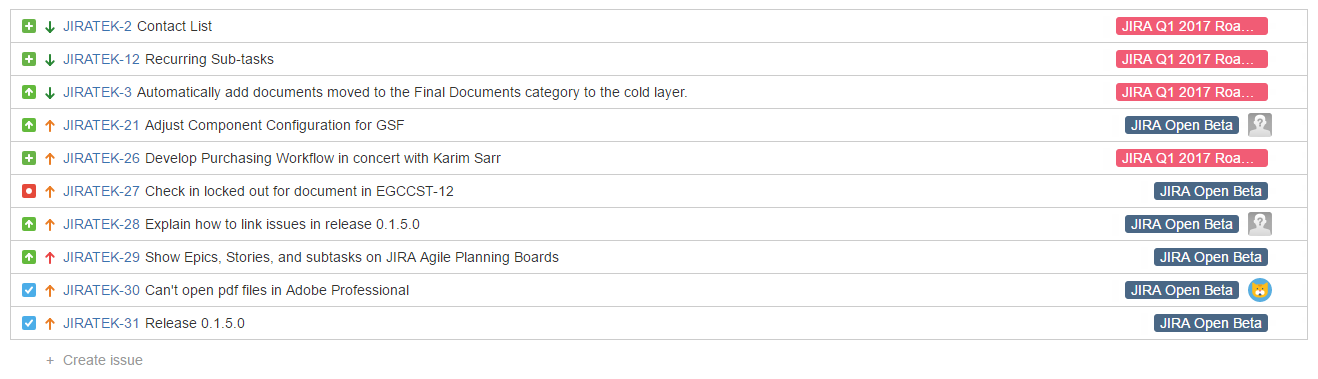 JIRATEK-2 Contact List JIRA Q1 2017 Roa...
JIRATEK-12 Recurring Sub-tasks JIRA Q1 2017 Roa...
JIRATEK-3 Automatically add documents moved to the Final Documents category to the cold layer. JIRA Q1 2017 Roa...
JIRATEK-21 Adjust Component Configuration for GSF JIRA Open Beta
JIRATEK-26 Develop Purchasing Workflow in concert with Karim Sarr JIRA Q1 2017 Roa...
JIRATEK-27 Check in locked out for document in EGCCST-12 JIRA Open Beta
JIRATEK-28 Explain how to link issues in release 0.1.5.0 JIRA Open Beta
JIRATEK-29 Show Epics, Stories, and subtasks on JIRA Agile Planning Boards JIRA Open Beta
JIRATEK-30 Can't open pdf files in Adobe Professional JIRA Open Beta
JIRATEK-31 Release 0.1.5.0 JIRA Open Beta
+ Create issue